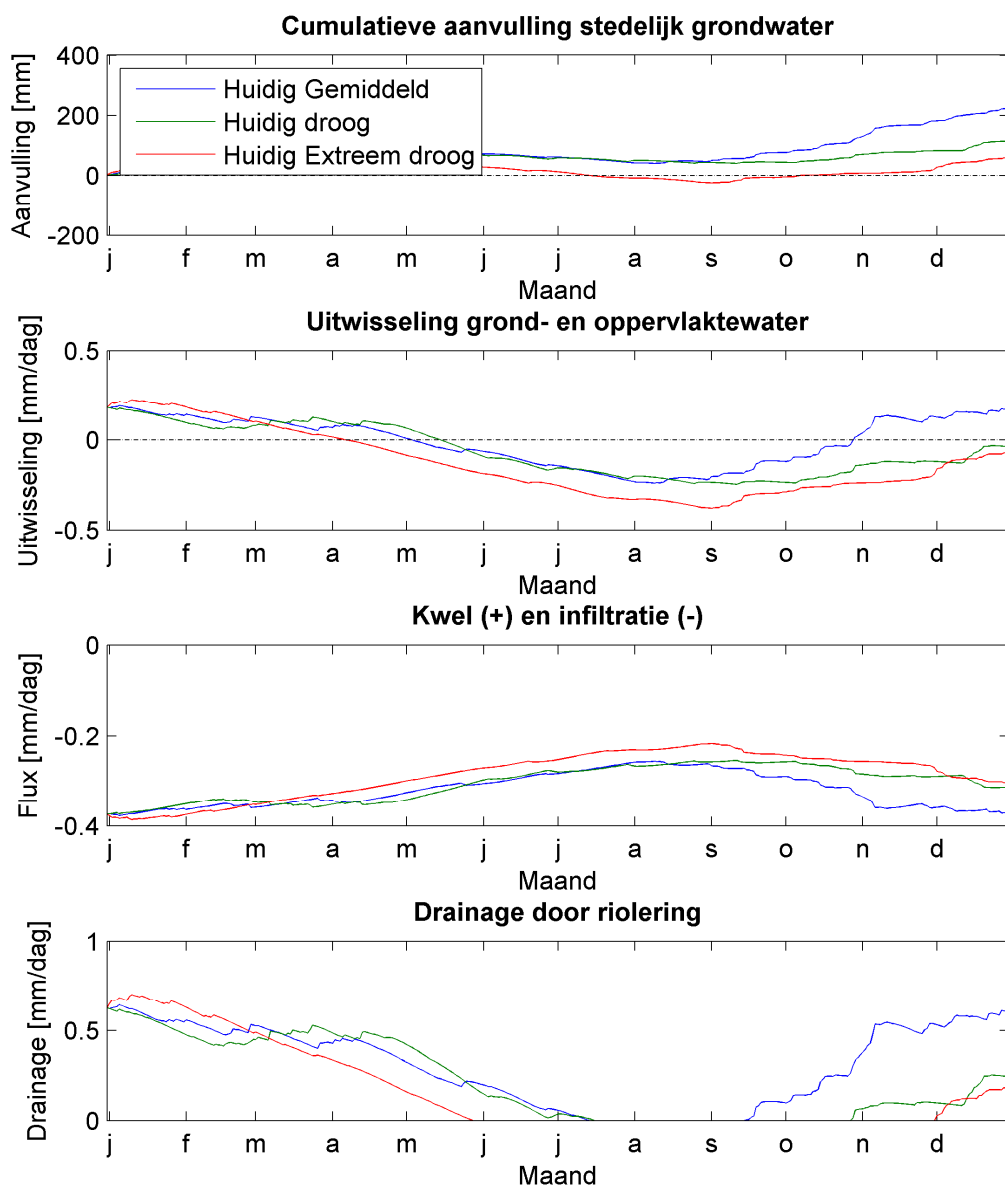 Cumulatieve aanvulling stedelijk grondwater
Aanvulling [mm]
400
200
0
-200
Huidig Gemiddeld
Huidig droog
Huidig Extreem droog
j f m a m j j a s o n d
Maand
Uitwisseling grond- en oppervlaktewater
Uitwisseling [mm/dag]
0.5
0
-0.5
j f m a m j j a s o n d
Maand
Kwel (+) en infiltratie (-)
Flux [mm/dag]
0
-0.2
-0.4
j f m a m j j a s o n d
Maand
Drainage door riolering
Drainage [mm/dag]
1
0.5
0
j f m a m j j a s o n d
Maand